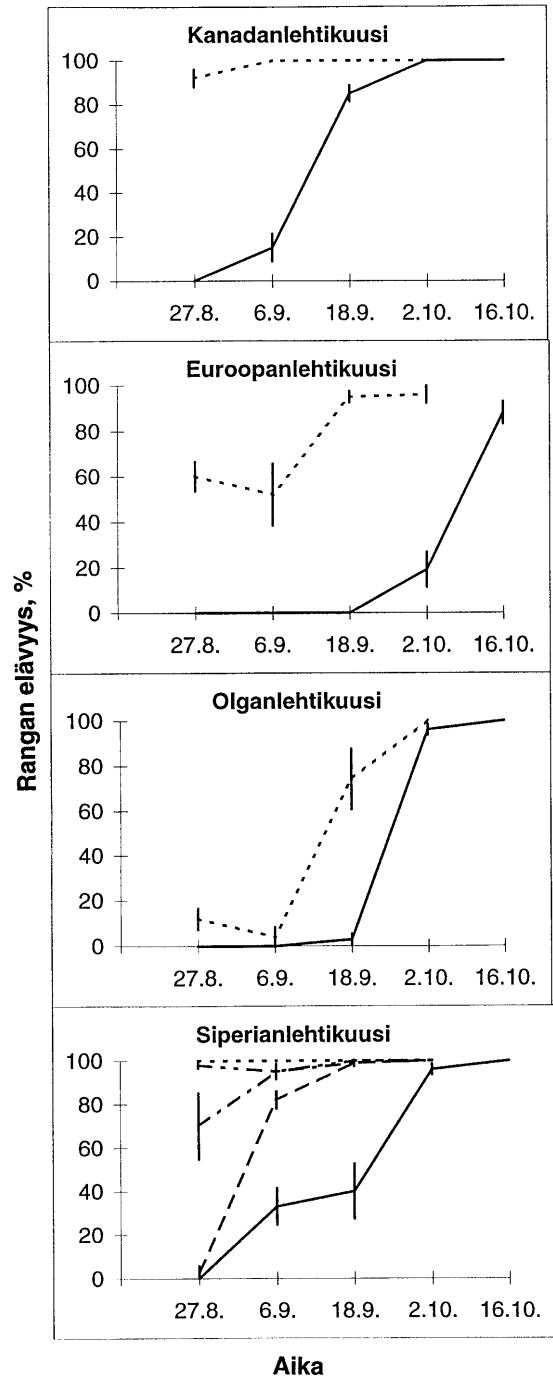 Kanadanlehtikuusi
100
80
60
40
20
0
27.8. 6.9. 18.9. 2.10. 16.10.
Euroopanlehtikuusi
100
80
60
40
20
0
27.8. 6.9. 18.9. 2.10. 16.10.
Olganlehtikuusi
100
80
60
40
20
0
27.8. 6.9. 18.9. 2.10. 16.10.
Siperianlehtikuusi
100
80
60
40
20
0
27.8. 6.9. 18.9. 2.10. 16.10.
Rangan elävyys, %
Aika